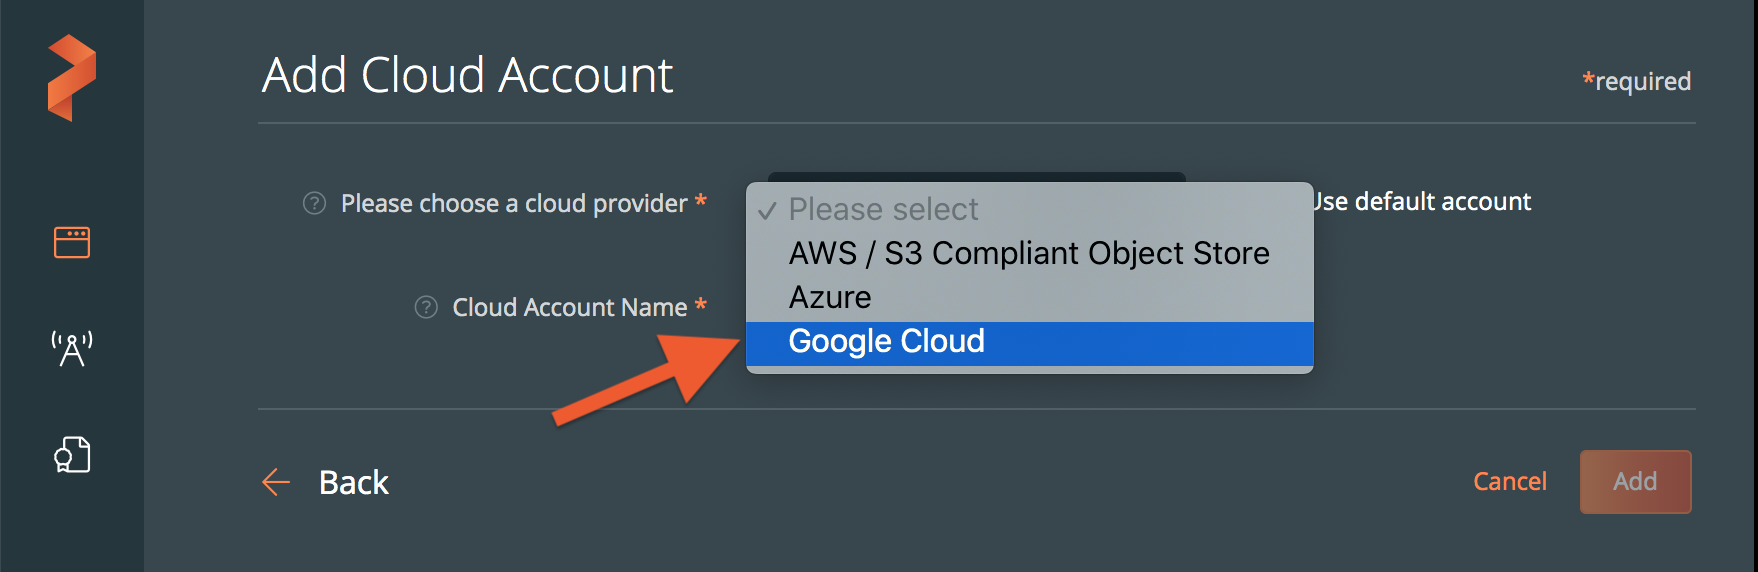 Add Cloud Account
*required
? Please choose a cloud provider *
✓ Please select
Use default account
AWS / S3 Compliant Object Store
Azure
? Cloud Account Name *
Google Cloud
Back
Cancel
Add